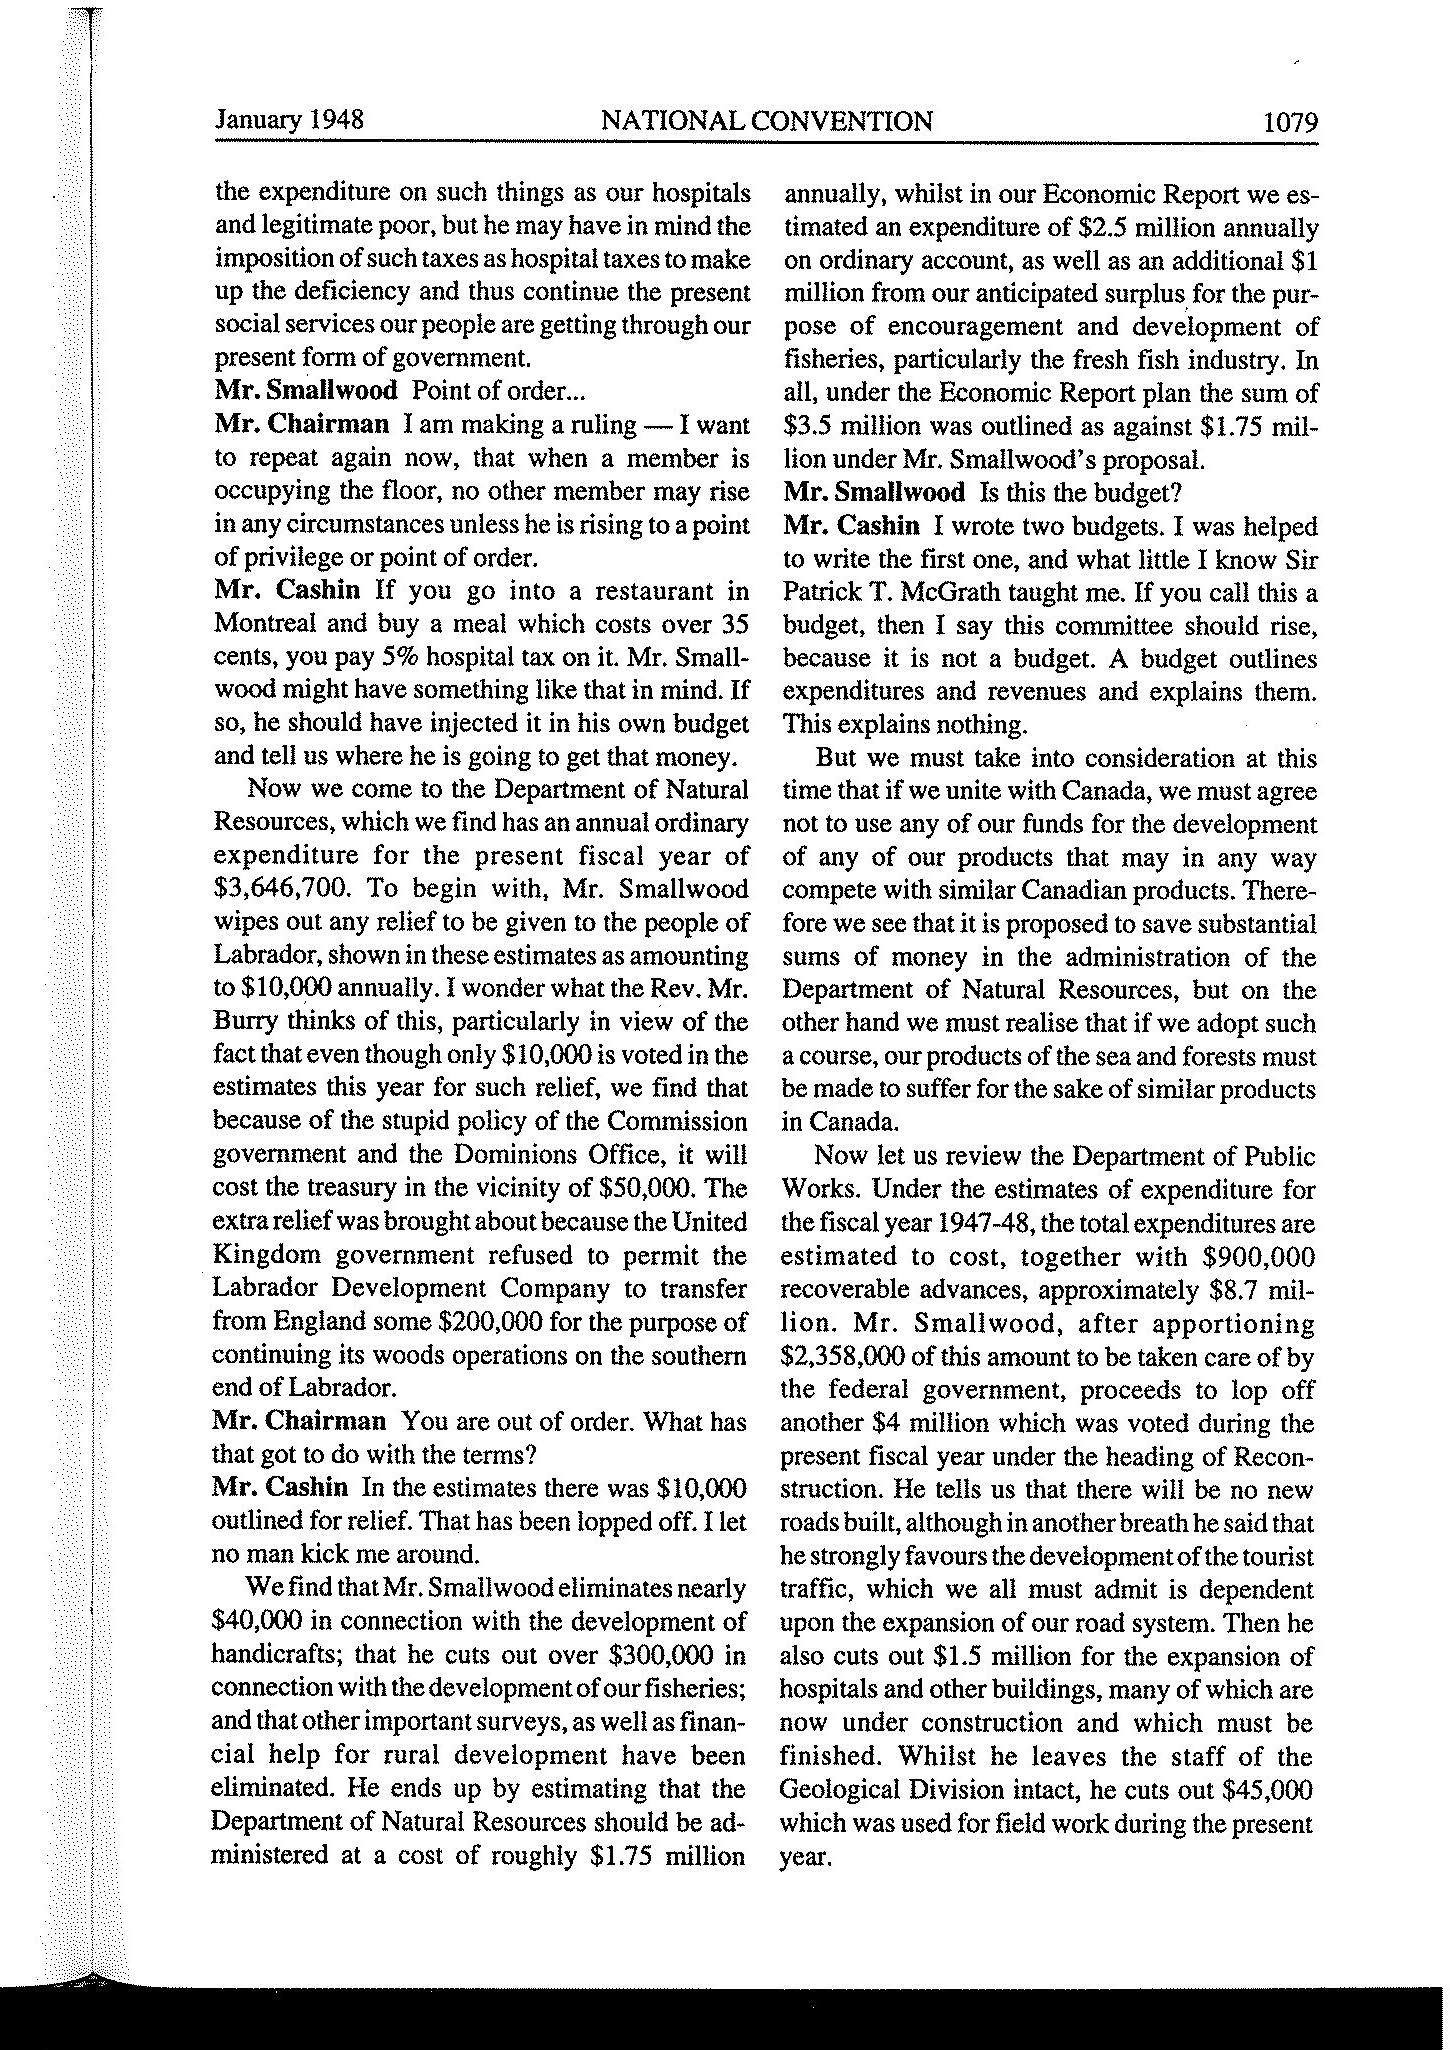 January 1948 NATIONAL CONVENTION 1079
the expenditure on such things as our hospitals
and legitimate poor, but he may have in mind the
imposition of such taxes as hospital taxes to make
up the deficiency and thus continue the present
social services our people are getting through our
present form of government.
Mr. Smallwood Point of order...
Mr. Chairman I am making a ruling — I want
to repeat again now, that when a member is
occupying the floor, no other member may rise
in any circumstances unless he is rising to a point
of privilege or point of order.
Mr. Cashin If you go into a restaurant in
Montreal and buy a meal which costs over 35
cents, you pay 5% hospital tax on it. Mr. Small-
wood might have something like that in mind. If
so, he should have injected it in his own budget
and tell us where he is going to get that money.
Now we come to the Department of Natural
Resources, which we find has an annual ordinary
expenditure for the present fiscal year of
$3,646,700. To begin with, Mr. Smallwood
wipes out any relief to be given to the people of
Labrador, shown in these estimates as amounting
to $10,000 annually. I wonder what the Rev. Mr.
Burry thinks of this, particularly in view of the
fact that even though only $10,000 is voted in the
estimates this year for such relief, we find that
because of the stupid policy of the Commission
government and the Dominions Office, it will
cost the treasury in the vicinity of $50,000. The
extra relief was brought about because the United
Kingdom government refused to permit the
Labrador Development Company to transfer
from England some $200,000 for the purpose of
continuing its woods operations on the southern
end of Labrador.
Mr. Chairman You are out of order. What has
that got to do with the terms?
Mr. Cashin In the estimates there was $10,000
outlined for relief. That has been lopped off. I let
no man kick me around.
We find that Mr. Smallwood eliminates nearly
$40,000 in connection with the development of
handicrafts; that he cuts out over $300,000 in
connection with the development of our fisheries;
and that other important surveys, as well as finan-
cial help for rural development have been
eliminated. He ends up by estimating that the
Department of Natural Resources should be ad-
ministered at a cost of roughly $1.75 million
annually, whilst in our Economic Report we es-
timated an expenditure of $2.5 million annually
on ordinary account, as well as an additional $1
million from our anticipated surplus for the pur-
pose of encouragement and development of
fisheries, particularly the fresh fish industry. In
all, under the Economic Report plan the sum of
$3.5 million was outlined as against $1.75 mil-
lion under Mr. Smallwood's proposal.
Mr. Smallwood Is this the budget?
Mr. Cashin I wrote two budgets. I was helped
to write the first one, and what little I know Sir
Patrick T. McGrath taught me. If you call this a
budget, then I say this committee should rise,
because it is not a budget. A budget outlines
expenditures and revenues and explains them.
This explains nothing.
But we must take into consideration at this
time that if we unite with Canada, we must agree
not to use any of our funds for the development
of any of our products that may in any way
compete with similar Canadian products. There-
fore we see that it is proposed to save substantial
sums of money in the administration of the
Department of Natural Resources, but on the
other hand we must realise that if we adopt such
a course, our products of the sea and forests must
be made to suffer for the sake of similar products
in Canada.
Now let us review the Department of Public
Works. Under the estimates of expenditure for
the fiscal year 1947-48, the total expenditures are
estimated to cost, together with $900,000
recoverable advances, approximately $8.7 mil-
lion. Mr. Smallwood, after apportioning
$2,358,000 of this amount to be taken care of by
the federal government, proceeds to lop off
another $4 million which was voted during the
present fiscal year under the heading of Recon-
struction. He tells us that there will be no new
roads built, although in another breath he said that
he strongly favours the development of the tourist
traffic, which we all must admit is dependent
upon the expansion of our road system. Then he
also cuts out $1.5 million for the expansion of
hospitals and other buildings, many of which are
now under construction and which must be
finished. Whilst he leaves the staff of the
Geological Division intact, he cuts out $45,000
which was used for field work during the present
year.